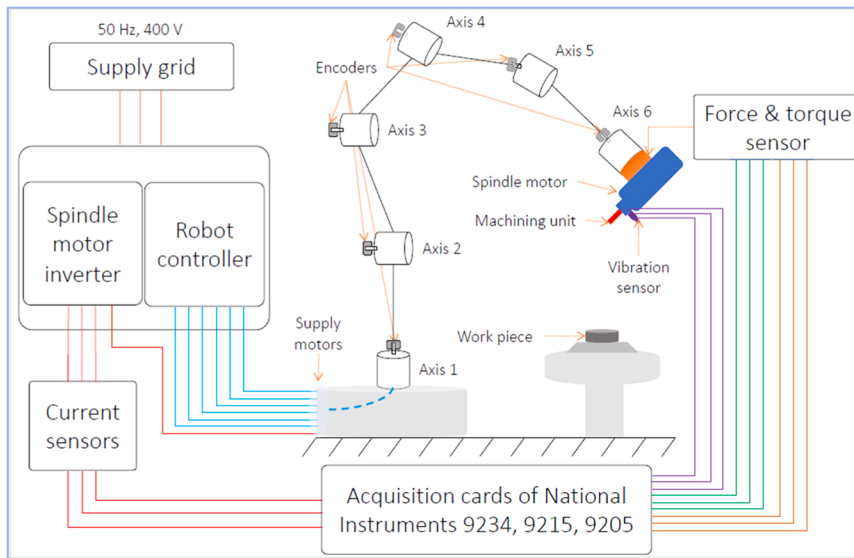 50 Hz, 400 V
Supply grid
Spindle
motor
inverter
Robot
controller
Current
sensors
Supply
motors
Encoders
Axis 1
Axis 2
Axis 3
Axis 4
Axis 5
Axis 6
Spindle motor
Machining unit
Vibration
sensor
Force & torque
sensor
Work piece
Acquisition cards of National
Instruments 9234, 9215, 9205